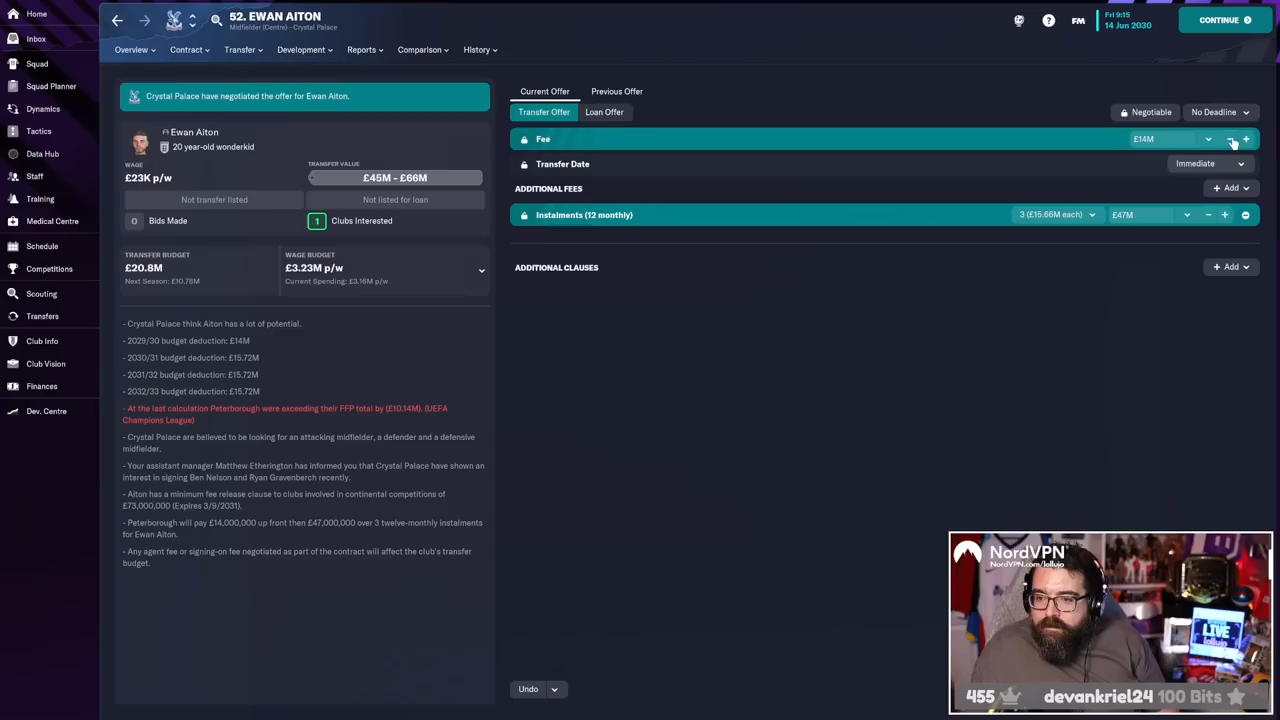 52. EWAN AITON
Midfielder (Centre) - Crystal Palace
FM
Fri 9:15
14 Jun 2030
CONTINUE
Overview
Contract
Transfer
Development
Reports
Comparison
History
Home
Inbox
Squad
Squad Planner
Dynamics
Tactics
Data Hub
Staff
Training
Medical Centre
Schedule
Competitions
Scouting
Transfers
Club Info
Club Vision
Finances
Dev. Centre
Crystal Palace have negotiated the offer for Ewan Aiton.
Ewan Aiton
20 year-old wonderkid
WAGE
£23K p/w
TRANSFER VALUE
£45M - £66M
Not transfer listed
Not listed for loan
0 Bids Made
1 Clubs Interested
TRANSFER BUDGET
£20.8M
Next Season: £10.78M
WAGE BUDGET
£3.23M p/w
Current Spending: £3.16M p/w
- Crystal Palace think Aiton has a lot of potential.
- 2029/30 budget deduction: £14M
- 2030/31 budget deduction: £15.72M
- 2031/32 budget deduction: £15.72M
- 2032/33 budget deduction: £15.72M
- At the last calculation Peterborough were exceeding their FFP total by (£10.14M). (UEFA
Champions League)
- Crystal Palace are believed to be looking for an attacking midfielder, a defender and a defensive
midfielder.
- Your assistant manager Matthew Etherington has informed you that Crystal Palace have shown an
interest in signing Ben Nelson and Ryan Gravenberch recently.
- Aiton has a minimum fee release clause to clubs involved in continental competitions of
£73,000,000 (Expires 3/9/2031).
- Peterborough will pay £14,000,000 up front then £47,000,000 over 3 twelve-monthly instalments
for Ewan Aiton.
- Any agent fee or signing-on fee negotiated as part of the contract will affect the club's transfer
budget.
Current Offer
Previous Offer
Transfer Offer
Loan Offer
Negotiable
No Deadline
Fee
£14M
Transfer Date
Immediate
ADDITIONAL FEES
+ Add
Instalments (12 monthly)
3 (£15.66M each)
£47M
ADDITIONAL CLAUSES
+ Add
Undo
NordVPN
NordVPN.com/lollujo
LIVE
455
devankriel24 100 Bits